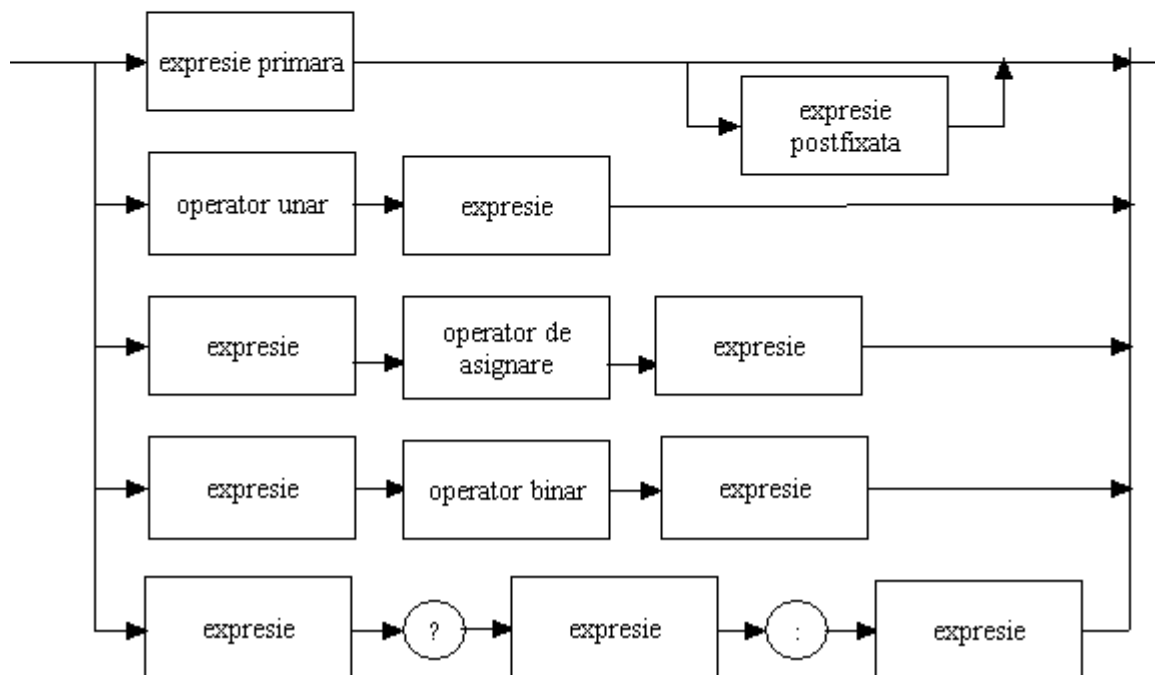 expresie primara
expresie
postfixata
operator unar
expresie
expresie
operator de
asignare
expresie
expresie
operator binar
expresie
expresie
?
expresie
:
expresie